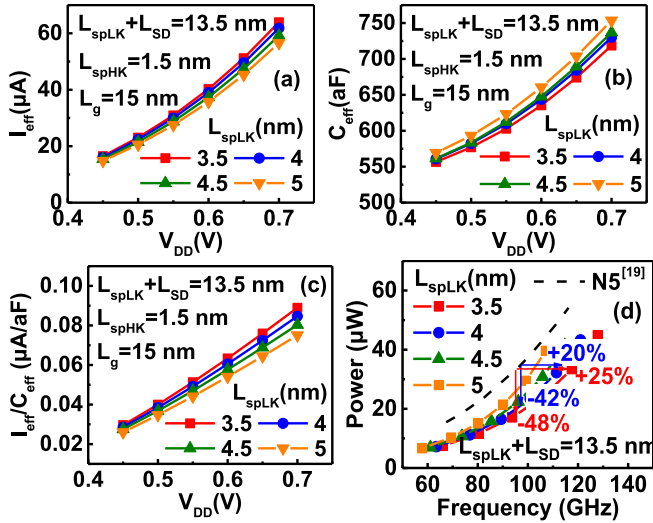 L_spLK+L_SD=13.5 nm
L_spHK=1.5 nm
(a)
L_g=15 nm
L_spLK(nm)
3.5
4
4.5
5
I_eff(μA)
60
40
20
0
0.4
0.5
0.6
0.7
V_DD(V)
L_spLK+L_SD=13.5 nm
L_spHK=1.5 nm
(b)
L_g=15 nm
L_spLK(nm)
3.5
4
4.5
5
C_eff(aF)
750
700
650
600
550
500
0.4
0.5
0.6
0.7
V_DD(V)
L_spLK+L_SD=13.5 nm
(c)
L_spHK=1.5 nm
L_g=15 nm
L_spLK(nm)
3.5
4
4.5
5
I_eff/C_eff (μA/aF)
0.10
0.08
0.06
0.04
0.02
0.4
0.5
0.6
0.7
V_DD(V)
L_spLK(nm)
N5[19]
3.5
(d)
4
4.5
5
+20%
+25%
-42%
-48%
L_spLK+L_SD=13.5 nm
Power (μW)
60
40
20
0
60
80
100
120
140
Frequency (GHz)